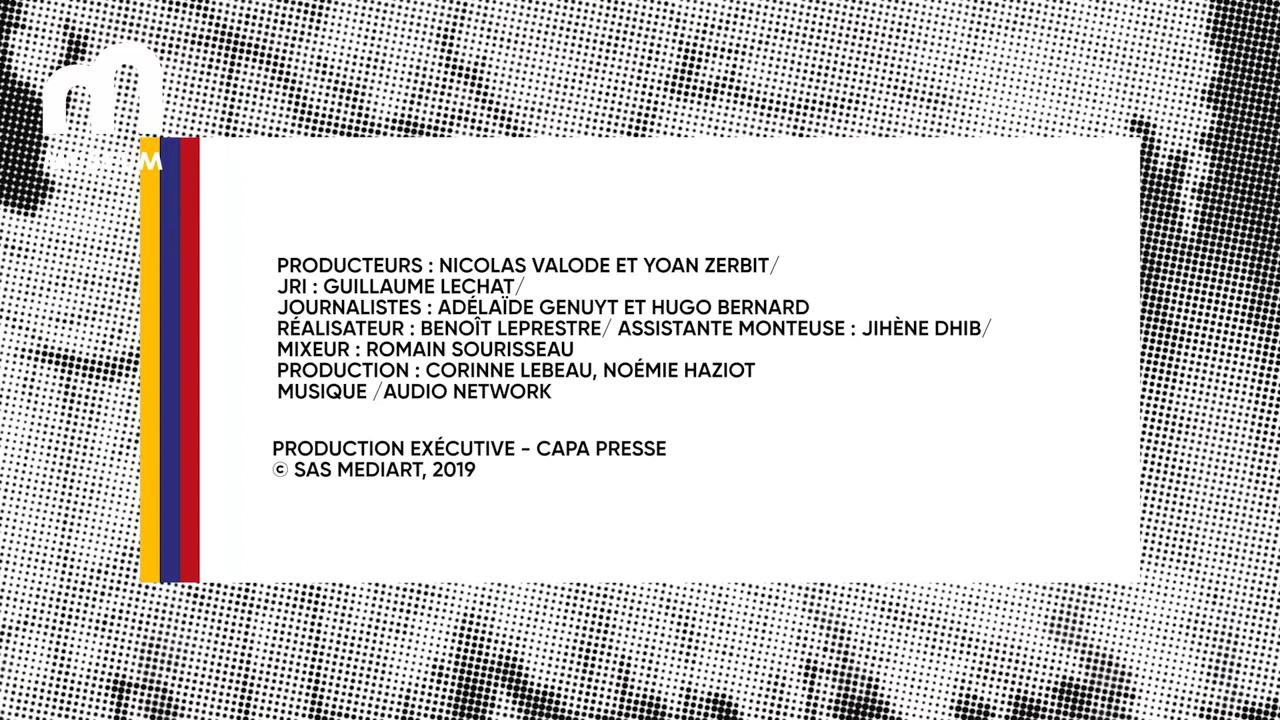 MUSEUM
PRODUCTEURS : NICOLAS VALODE ET YOAN ZERBIT/
JRI : GUILLAUME LECHAT/
JOURNALISTES : ADÉLAÏDE GENUYT ET HUGO BERNARD
RÉALISATEUR : BENOÎT LEPRESTRE/ ASSISTANTE MONTEUSE : JIHÈNE DHIB/
MIXEUR : ROMAIN SOURISSEAU
PRODUCTION : CORINNE LEBEAU, NOÉMIE HAZIOT
MUSIQUE /AUDIO NETWORK
PRODUCTION EXÉCUTIVE - CAPA PRESSE
© SAS MEDIART, 2019